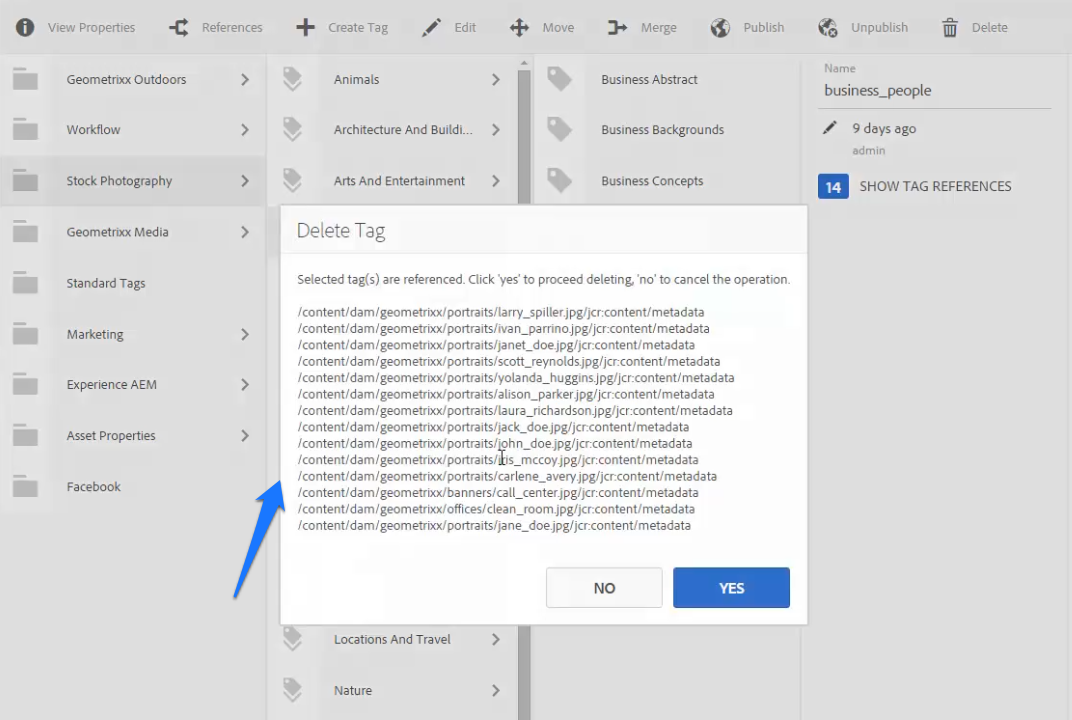 View Properties
References
Create Tag
Edit
Move
Merge
Publish
Unpublish
Delete
Geometrixx Outdoors
Workflow
Stock Photography
Geometrixx Media
Standard Tags
Marketing
Experience AEM
Asset Properties
Facebook
Animals
Architecture And Buildi...
Arts And Entertainment
Locations And Travel
Nature
Business Abstract
Business Backgrounds
Business Concepts
Name
business_people
9 days ago
admin
14 SHOW TAG REFERENCES
Delete Tag
Selected tag(s) are referenced. Click 'yes' to proceed deleting, 'no' to cancel the operation.
/content/dam/geometrixx/portraits/larry_spiller.jpg/jcr:content/metadata
/content/dam/geometrixx/portraits/ivan_parrino.jpg/jcr:content/metadata
/content/dam/geometrixx/portraits/janet_doe.jpg/jcr:content/metadata
/content/dam/geometrixx/portraits/scott_reynolds.jpg/jcr:content/metadata
/content/dam/geometrixx/portraits/yolanda_huggins.jpg/jcr:content/metadata
/content/dam/geometrixx/portraits/alison_parker.jpg/jcr:content/metadata
/content/dam/geometrixx/portraits/laura_richardson.jpg/jcr:content/metadata
/content/dam/geometrixx/portraits/jack_doe.jpg/jcr:content/metadata
/content/dam/geometrixx/portraits/john_doe.jpg/jcr:content/metadata
/content/dam/geometrixx/portraits/iris_mccoy.jpg/jcr:content/metadata
/content/dam/geometrixx/portraits/carlene_avery.jpg/jcr:content/metadata
/content/dam/geometrixx/banners/call_center.jpg/jcr:content/metadata
/content/dam/geometrixx/offices/clean_room.jpg/jcr:content/metadata
/content/dam/geometrixx/portraits/jane_doe.jpg/jcr:content/metadata
NO
YES